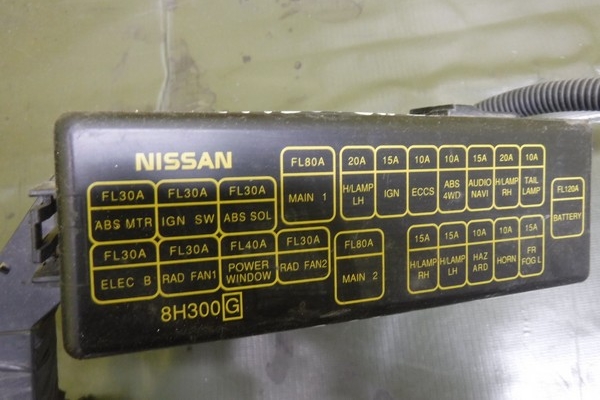 NISSAN
FL30A FL30A FL30A
ABS MTR IGN SW ABS SOL
FL30A FL30A FL40A FL30A
ELEC B RAD FAN1 POWER WINDOW RAD FAN2
8H300 G
FL80A
MAIN 1
FL80A
MAIN 2
20A 15A 10A 10A 15A 20A 10A
H/LAMP LH IGN ECCS ABS 4WD AUDIO NAVI H/LAMP RH TAIL LAMP
15A 15A 10A 10A 15A
H/LAMP RH H/LAMP LH HAZ ARD HORN FR FOG L
FL120A
BATTERY